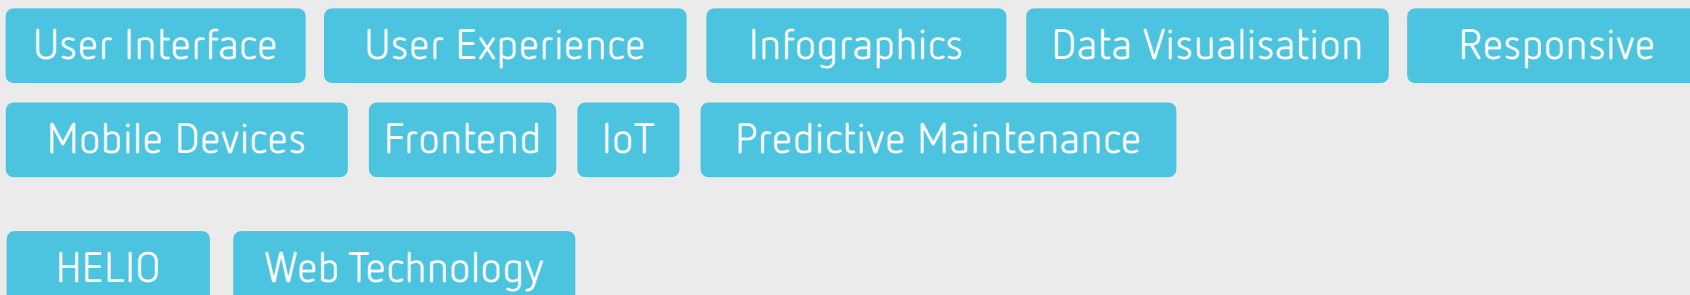 User Interface User Experience Infographics Data Visualisation Responsive
Mobile Devices Frontend IoT Predictive Maintenance
HELIO Web Technology